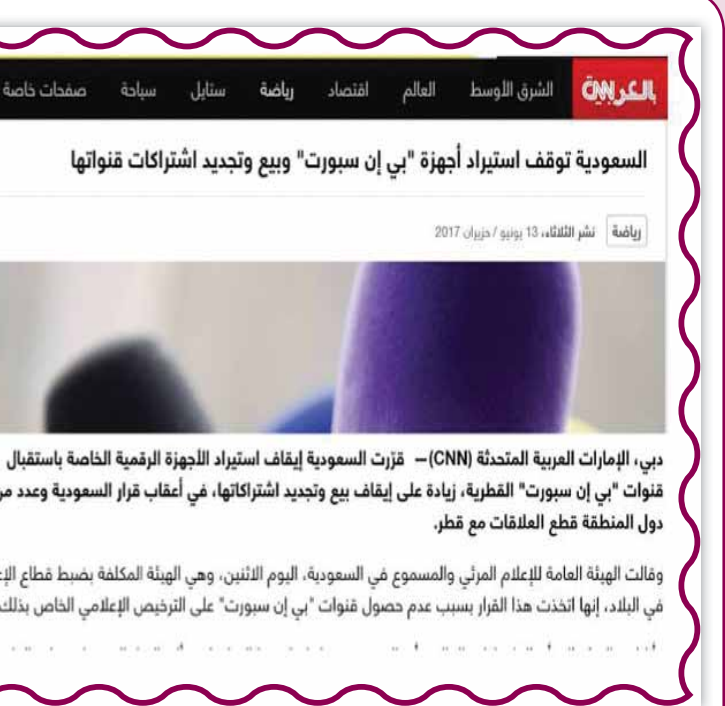 CNN بالعربية الشرق الأوسط العالم اقتصاد رياضة ستايل سياحة صفحات خاصة
السعودية توقف استيراد أجهزة "بي إن سبورت" وبيع وتجديد اشتراكات قنواتها
رياضة نشر الثلاثاء، 13 يونيو / حزيران 2017
دبي، الإمارات العربية المتحدثة (CNN)— قرّرت السعودية إيقاف استيراد الأجهزة الرقمية الخاصة باستقبال
قنوات "بي إن سبورت" القطرية، زيادة على إيقاف بيع وتجديد اشتراكاتها، في أعقاب قرار السعودية وعدد
دول المنطقة قطع العلاقات مع قطر.
وقالت الهيئة العامة للإعلام المرئي والمسموع في السعودية، اليوم الاثنين، وهي الهيئة المكلفة بضبط قطاع
في البلاد، إنها اتخذت هذا القرار بسبب عدم حصول قنوات "بي إن سبورت" على الترخيص الإعلامي الخاص بذلك